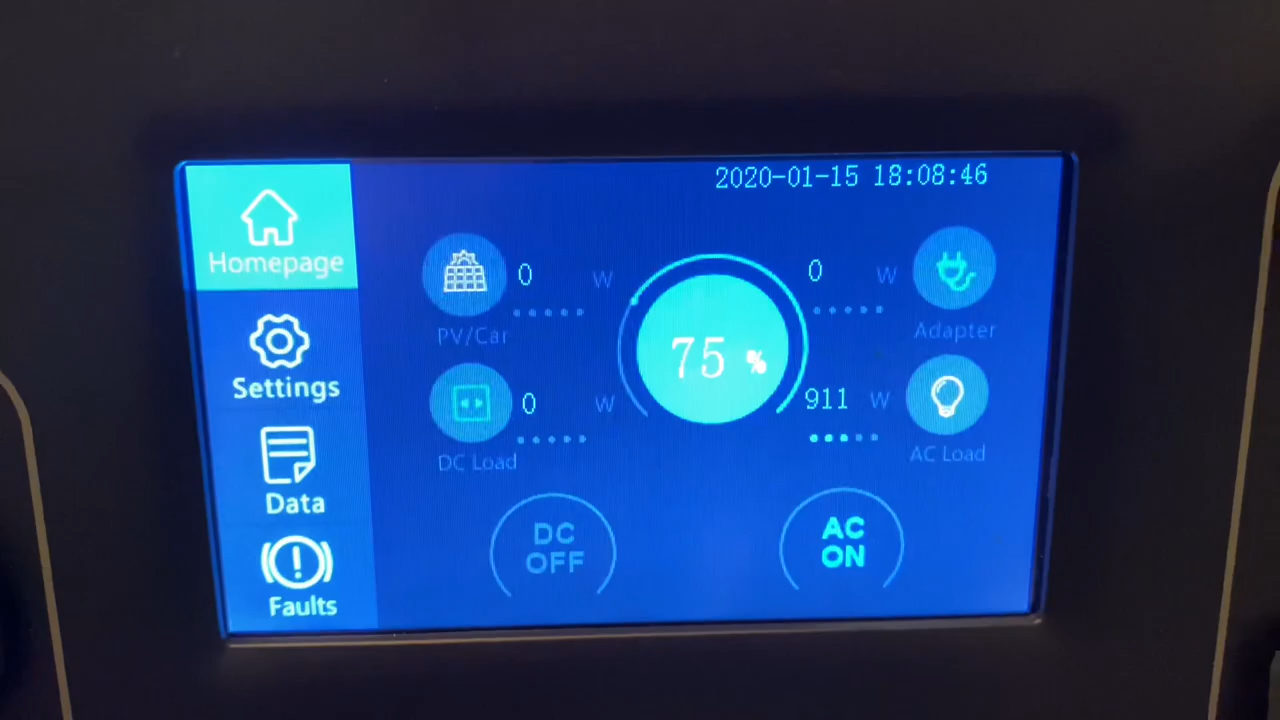 2020-01-15 18:08:46
Homepage
Settings
Data
Faults
0 W
PV/Car
0 W
DC Load
75 %
0 W
Adapter
911 W
AC Load
DC
OFF
AC
ON